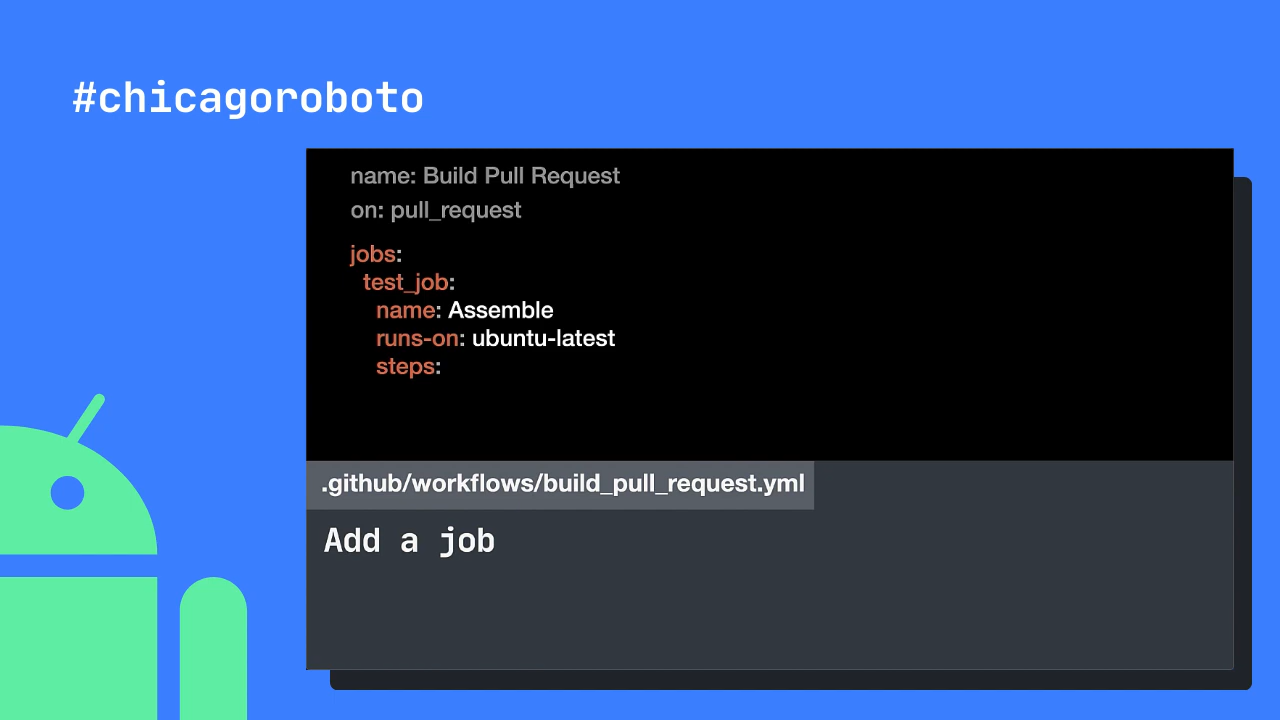 #chicagoroboto
name: Build Pull Request
on: pull_request
jobs:
test_job:
name: Assemble
runs-on: ubuntu-latest
steps:
.github/workflows/build_pull_request.yml
Add a job